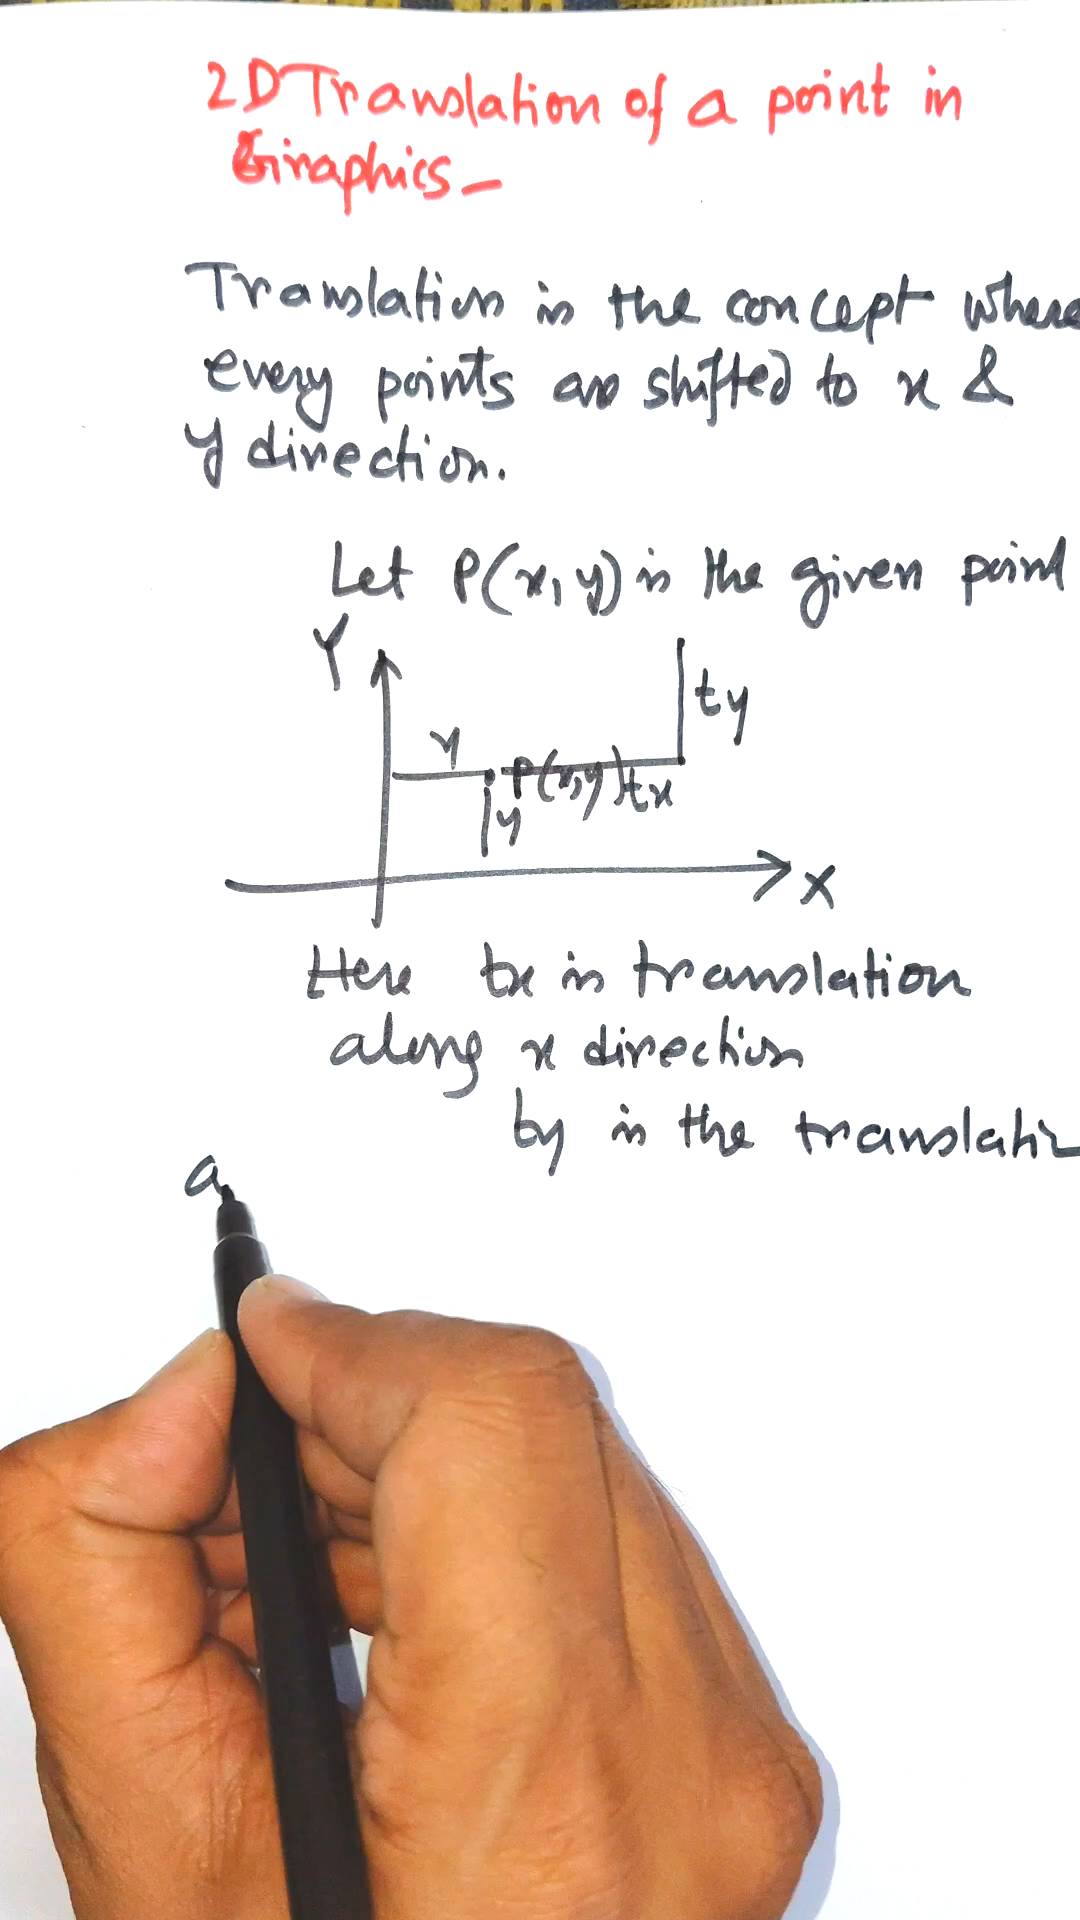 2D Translation of a point in
Graphics-
Translation is the concept where
every points are shifted to x &
y direction.
Let P(x, y) is the given point
Y
ty
x
P(x,y)
tx
y
X
Here tx is translation
along x direction
ty is the translati
a